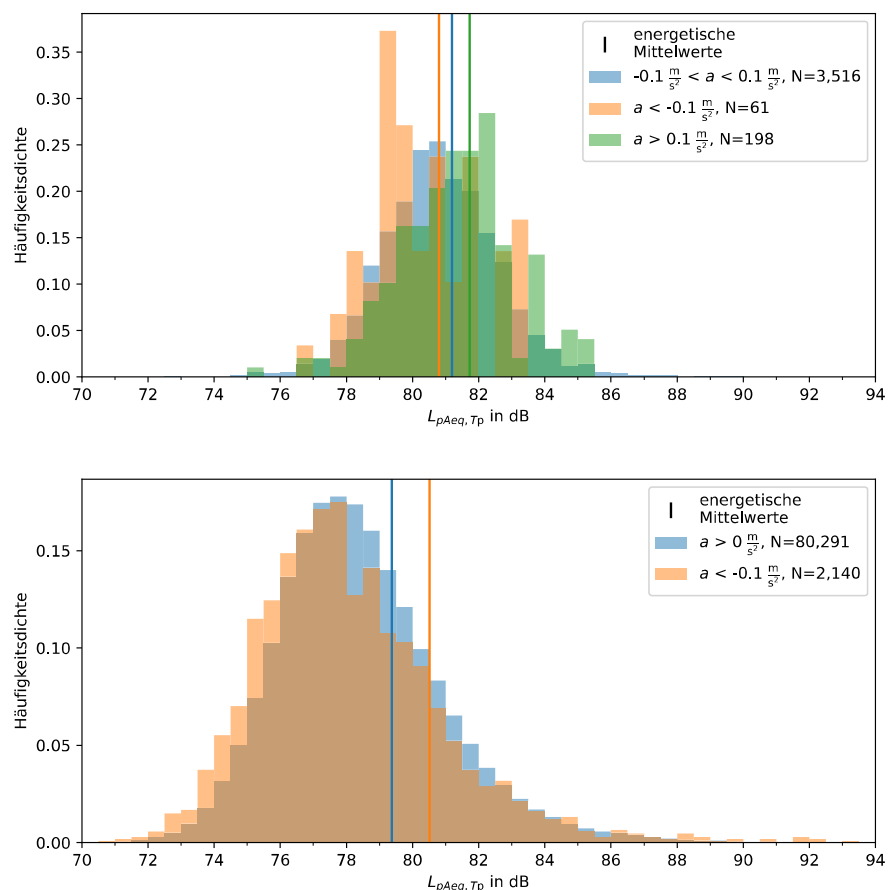 0.35
0.30
0.25
0.20
0.15
0.10
0.05
0.00
Häufigkeitsdichte
energetische
Mittelwerte
-0.1 m/s² < a < 0.1 m/s², N=3,516
a < -0.1 m/s², N=61
a > 0.1 m/s², N=198
70 72 74 76 78 80 82 84 86 88 90 92 94
LpAeq,Tp in dB
0.15
0.10
0.05
0.00
Häufigkeitsdichte
energetische
Mittelwerte
a > 0 m/s², N=80,291
a < -0.1 m/s², N=2,140
70 72 74 76 78 80 82 84 86 88 90 92 94
LpAeq,Tp in dB